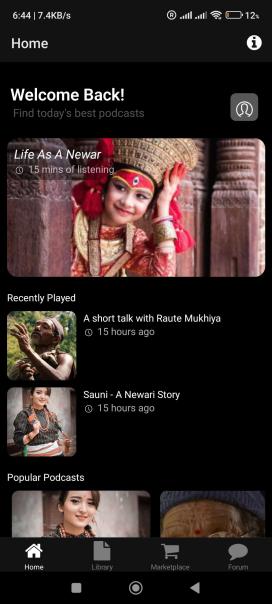 6:44 | 7.4KB/s
12%
Home
Welcome Back!
Find today's best podcasts
Life As A Newar
15 mins of listening
Recently Played
A short talk with Raute Mukhiya
15 hours ago
Sauni - A Newari Story
15 hours ago
Popular Podcasts
Home
Library
Marketplace
Forum